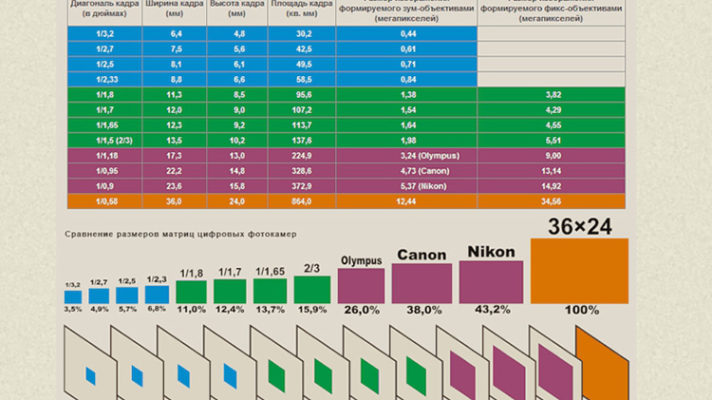 Диагональ кадра Ширина кадра Высота кадра Площадь кадра
(в дюймах) (мм) (мм) (кв. мм) формируемого зум-объективами формируемого фикс-объективами
(мегапикселей) (мегапикселей)
1/3,2 6,4 4,8 30,2 0,44
1/2,7 7,5 5,6 42,5 0,61
1/2,5 8,1 6,1 49,5 0,71
1/2,33 8,8 6,6 58,5 0,84
1/1,8 11,3 8,5 95,6 1,38 3,82
1/1,7 12,0 9,0 107,2 1,54 4,29
1/1,65 12,3 9,2 113,7 1,64 4,55
1/1,5 (2/3) 13,5 10,2 137,6 1,98 5,51
1/1,18 17,3 13,0 224,9 3,24 (Olympus) 9,00
1/0,95 22,2 14,8 328,6 4,73 (Canon) 13,14
1/0,9 23,6 15,8 372,9 5,37 (Nikon) 14,92
1/0,58 36,0 24,0 864,0 12,44 34,56
Сравнение размеров матриц цифровых фотокамер
1/3,2 1/2,7 1/2,5 1/2,3 1/1,8 1/1,7 1/1,65 2/3 Olympus Canon Nikon 36×24
3,5% 4,9% 5,7% 6,8% 11,0% 12,4% 13,7% 15,9% 26,0% 38,0% 43,2% 100%